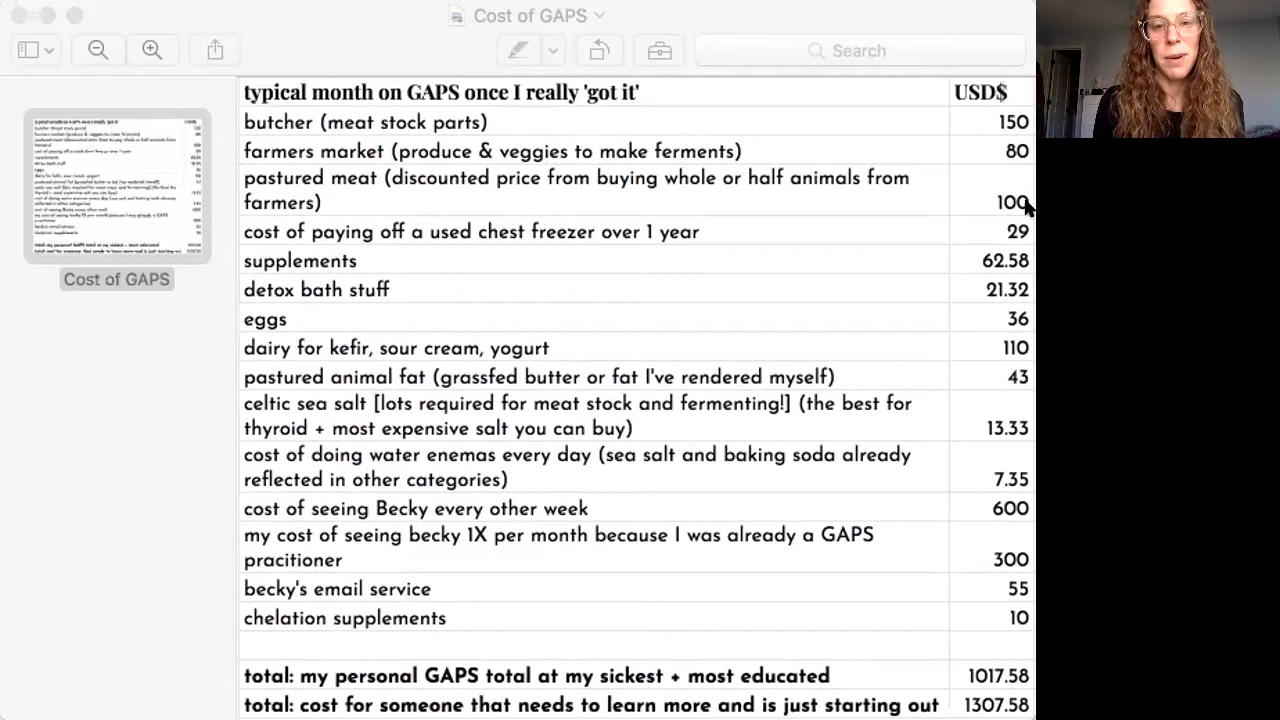 Cost of GAPS
Search
Cost of GAPS
typical month on GAPS once I really 'got it' USD$
butcher (meat stock parts) 150
farmers market (produce & veggies to make ferments) 80
pastured meat (discounted price from buying whole or half animals from
farmers) 100
cost of paying off a used chest freezer over 1 year 29
supplements 62.58
detox bath stuff 21.32
eggs 36
dairy for kefir, sour cream, yogurt 110
pastured animal fat (grassfed butter or fat I've rendered myself) 43
celtic sea salt [lots required for meat stock and fermenting!] (the best for
thyroid + most expensive salt you can buy) 13.33
cost of doing water enemas every day (sea salt and baking soda already
reflected in other categories) 7.35
cost of seeing Becky every other week 600
my cost of seeing becky 1X per month because I was already a GAPS
pracitioner 300
becky's email service 55
chelation supplements 10
total: my personal GAPS total at my sickest + most educated 1017.58
total: cost for someone that needs to learn more and is just starting out 1307.58